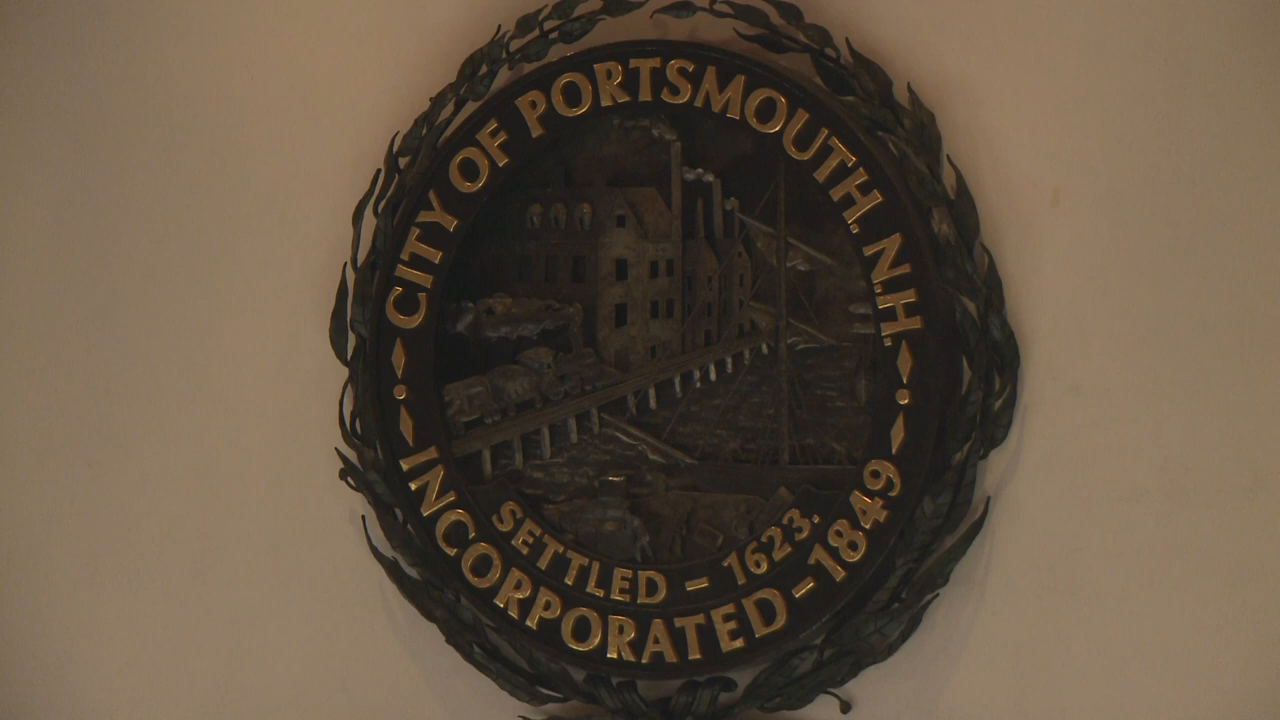 CITY OF PORTSMOUTH. N.H.
SETTLED – 1623.
INCORPORATED – 1849